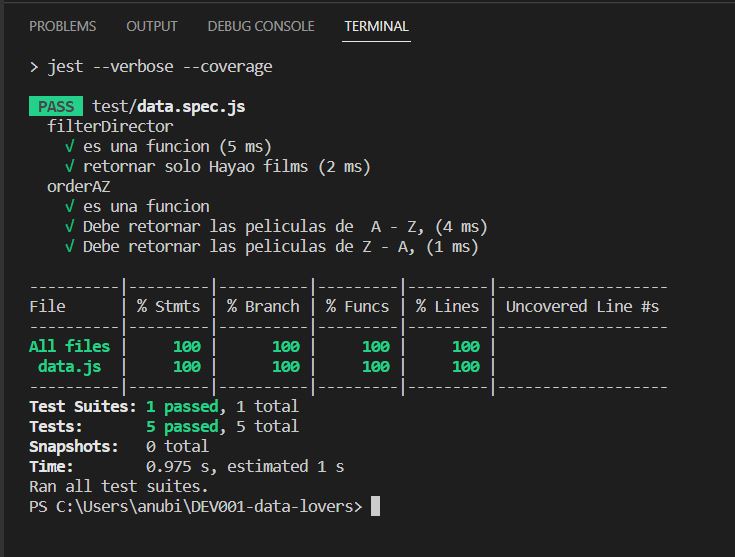 PROBLEMS OUTPUT DEBUG CONSOLE TERMINAL
> jest --verbose --coverage
PASS test/data.spec.js
filterDirector
√ es una funcion (5 ms)
√ retornar solo Hayao films (2 ms)
orderAZ
√ es una funcion
√ Debe retornar las peliculas de  A - Z, (4 ms)
√ Debe retornar las peliculas de Z - A, (1 ms)
----------|---------|----------|---------|---------|-------------------
File      | % Stmts | % Branch | % Funcs | % Lines | Uncovered Line #s
----------|---------|----------|---------|---------|-------------------
All files |     100 |      100 |     100 |     100 |
 data.js  |     100 |      100 |     100 |     100 |
----------|---------|----------|---------|---------|-------------------
Test Suites: 1 passed, 1 total
Tests:       5 passed, 5 total
Snapshots:   0 total
Time:        0.975 s, estimated 1 s
Ran all test suites.
PS C:\Users\anubi\DEV001-data-lovers>